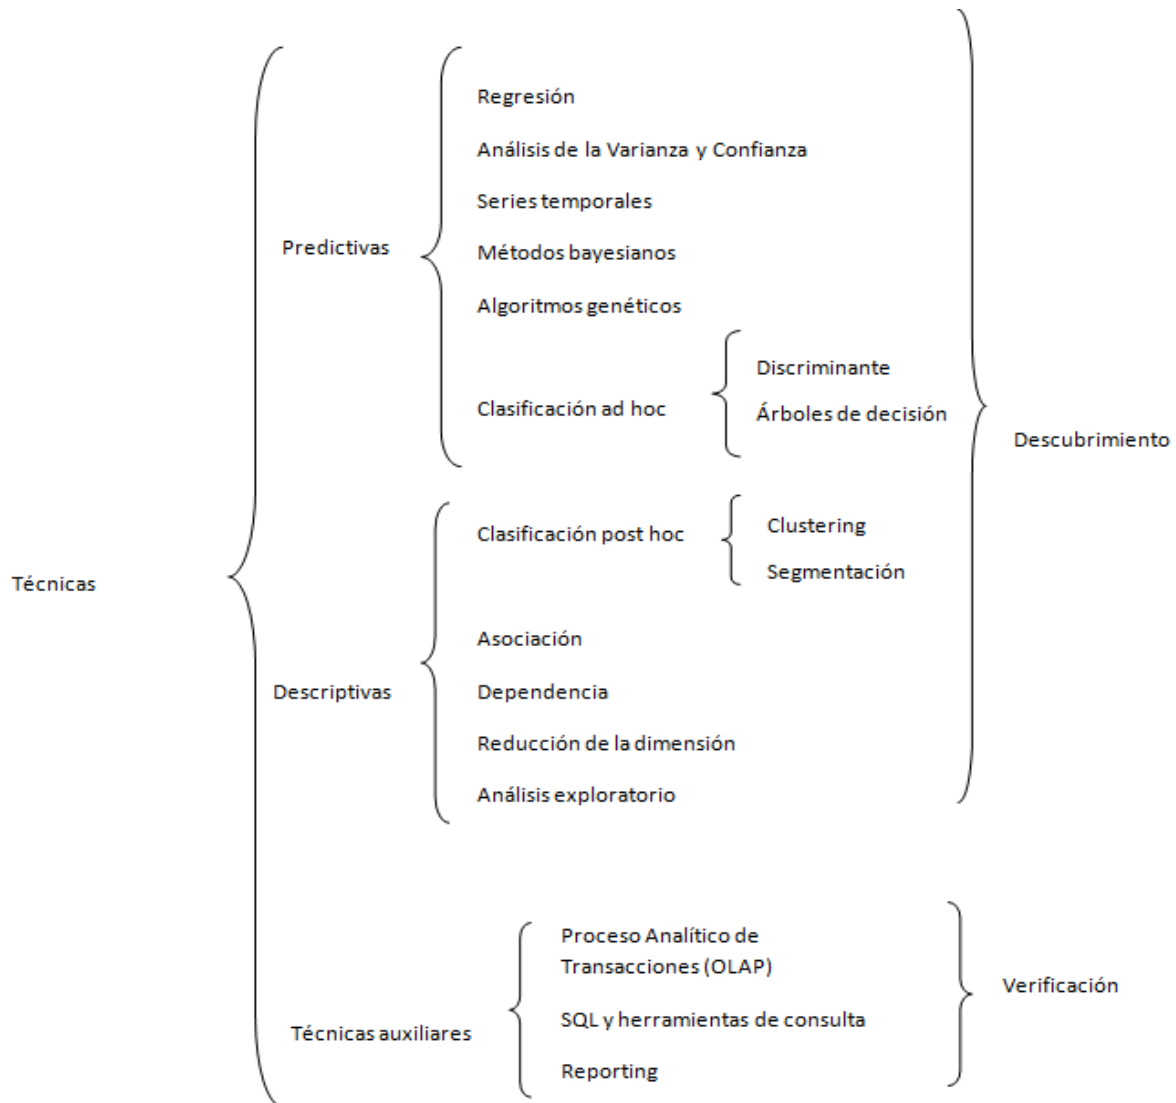 Técnicas
Predictivas
Regresión
Análisis de la Varianza y Confianza
Series temporales
Métodos bayesianos
Algoritmos genéticos
Clasificación ad hoc
Discriminante
Árboles de decisión
Descriptivas
Clasificación post hoc
Clustering
Segmentación
Asociación
Dependencia
Reducción de la dimensión
Análisis exploratorio
Descubrimiento
Técnicas auxiliares
Proceso Analítico de
Transacciones (OLAP)
SQL y herramientas de consulta
Reporting
Verificación